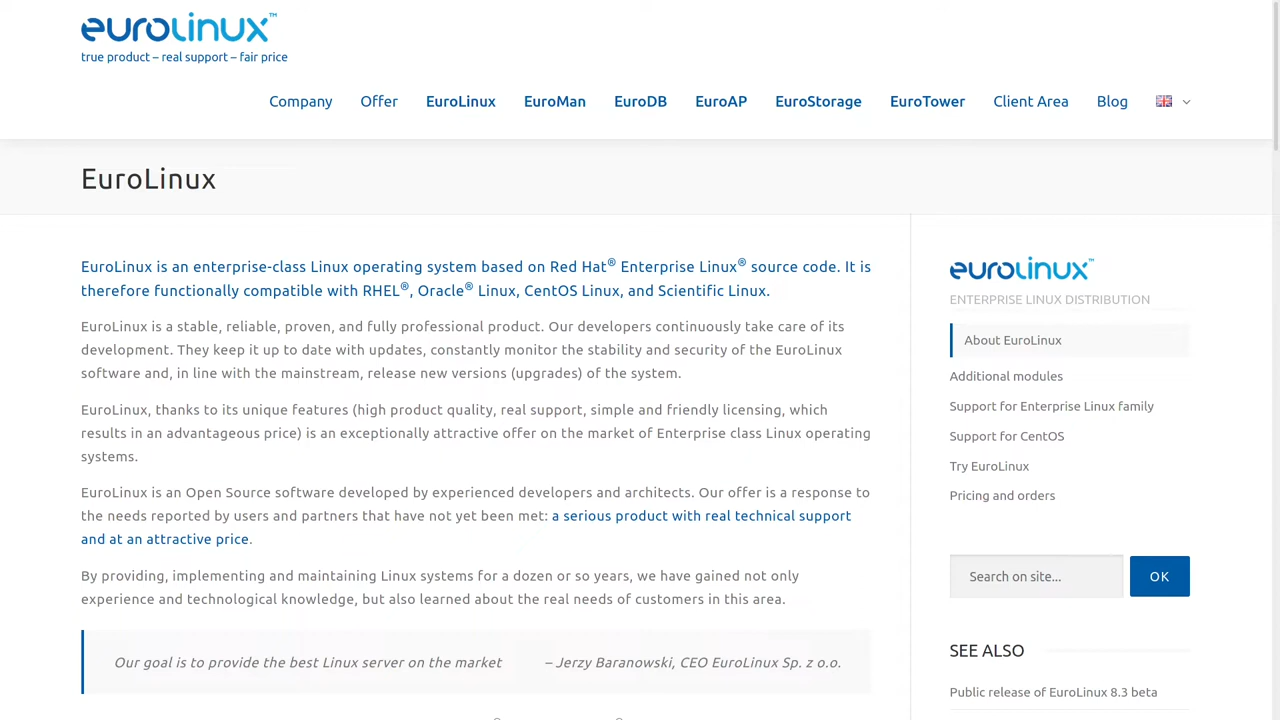 eurolinux™
true product – real support – fair price
Company Offer EuroLinux EuroMan EuroDB EuroAP EuroStorage EuroTower Client Area Blog
EuroLinux
EuroLinux is an enterprise-class Linux operating system based on Red Hat® Enterprise Linux® source code. It is
therefore functionally compatible with RHEL®, Oracle® Linux, CentOS Linux, and Scientific Linux.
EuroLinux is a stable, reliable, proven, and fully professional product. Our developers continuously take care of its
development. They keep it up to date with updates, constantly monitor the stability and security of the EuroLinux
software and, in line with the mainstream, release new versions (upgrades) of the system.
EuroLinux, thanks to its unique features (high product quality, real support, simple and friendly licensing, which
results in an advantageous price) is an exceptionally attractive offer on the market of Enterprise class Linux operating
systems.
EuroLinux is an Open Source software developed by experienced developers and architects. Our offer is a response to
the needs reported by users and partners that have not yet been met: a serious product with real technical support
and at an attractive price.
By providing, implementing and maintaining Linux systems for a dozen or so years, we have gained not only
experience and technological knowledge, but also learned about the real needs of customers in this area.
Our goal is to provide the best Linux server on the market – Jerzy Baranowski, CEO EuroLinux Sp. z o.o.
eurolinux™
ENTERPRISE LINUX DISTRIBUTION
About EuroLinux
Additional modules
Support for Enterprise Linux family
Support for CentOS
Try EuroLinux
Pricing and orders
Search on site... OK
SEE ALSO
Public release of EuroLinux 8.3 beta